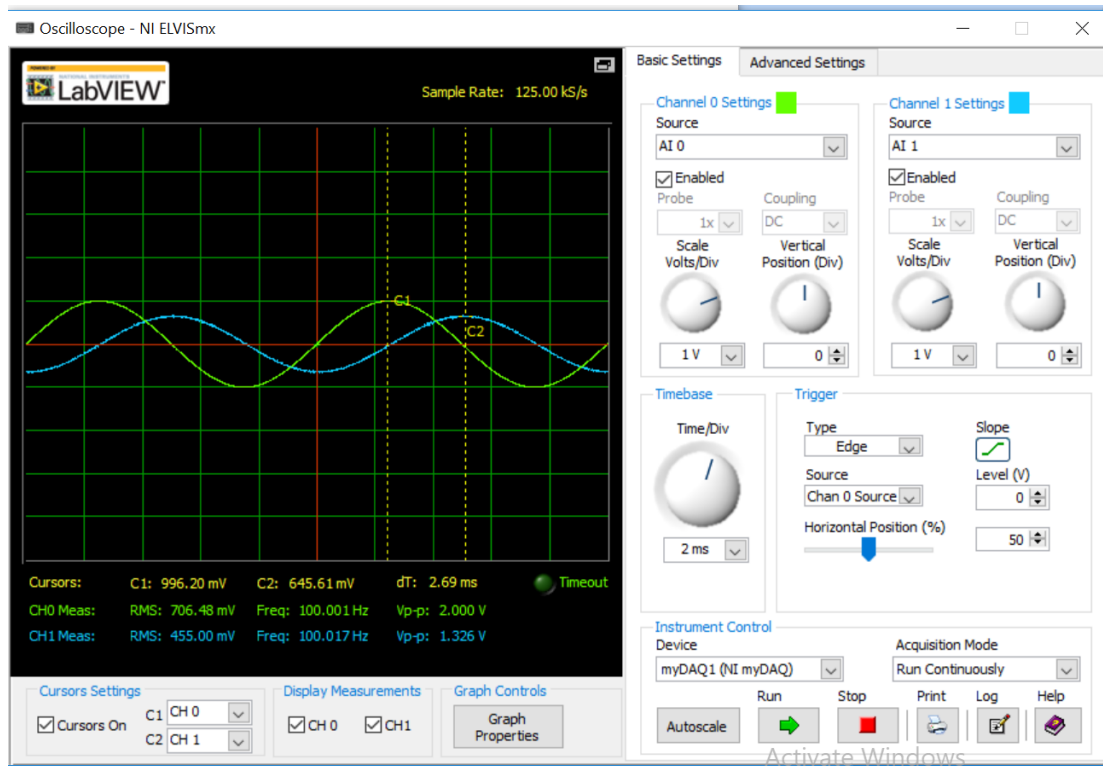 Oscilloscope - NI ELVISmx
POWERED BY
NATIONAL INSTRUMENTS
LabVIEW
Sample Rate: 125.00 kS/s
C1
C2
Cursors: C1: 996.20 mV C2: 645.61 mV dT: 2.69 ms Timeout
CH0 Meas: RMS: 706.48 mV Freq: 100.001 Hz Vp-p: 2.000 V
CH1 Meas: RMS: 455.00 mV Freq: 100.017 Hz Vp-p: 1.326 V
Cursors Settings
Cursors On
C1 CH 0
C2 CH 1
Display Measurements
CH 0 CH1
Graph Controls
Graph
Properties
Basic Settings Advanced Settings
Channel 0 Settings
Source
AI 0
Enabled
Probe Coupling
1x DC
Scale
Volts/Div
Vertical
Position (Div)
1 V 0
Channel 1 Settings
Source
AI 1
Enabled
Probe Coupling
1x DC
Scale
Volts/Div
Vertical
Position (Div)
1 V 0
Timebase
Time/Div
2 ms
Trigger
Type
Edge
Slope
Source
Chan 0 Source
Level (V)
0
Horizontal Position (%)
50
Instrument Control
Device Acquisition Mode
myDAQ1 (NI myDAQ) Run Continuously
Run Stop Print Log Help
Autoscale
Activate Windows